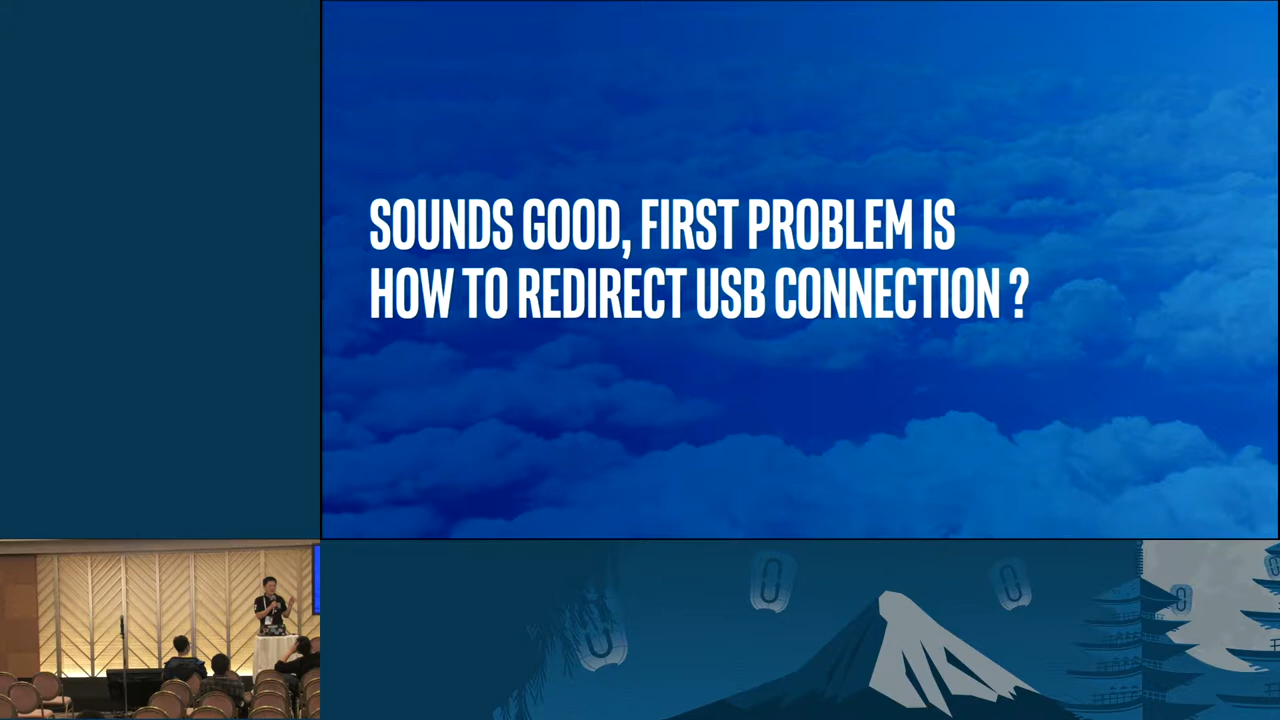 SOUNDS GOOD, FIRST PROBLEM IS
HOW TO REDIRECT USB CONNECTION ?